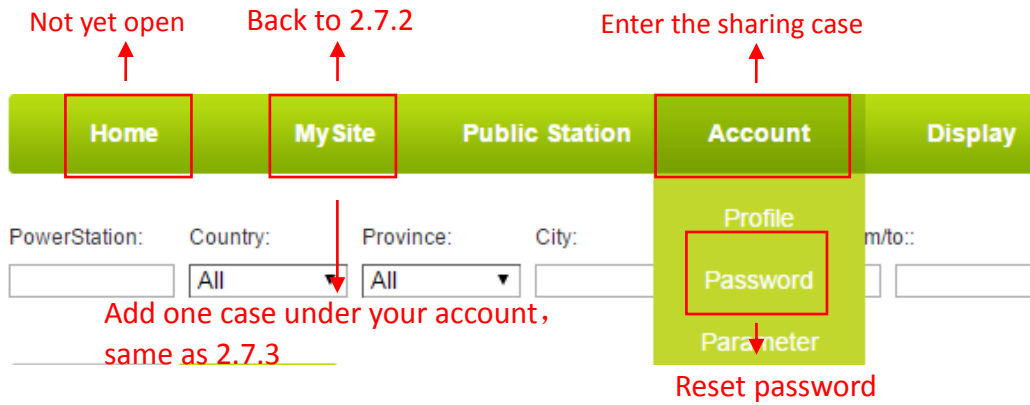 Not yet open
Back to 2.7.2
Enter the sharing case
Home
MySite
Public Station
Account
Display
Profile
PowerStation:
Country:
Province:
City:
m/to::
All
All
Password
Add one case under your account，
same as 2.7.3
Parameter
Reset password